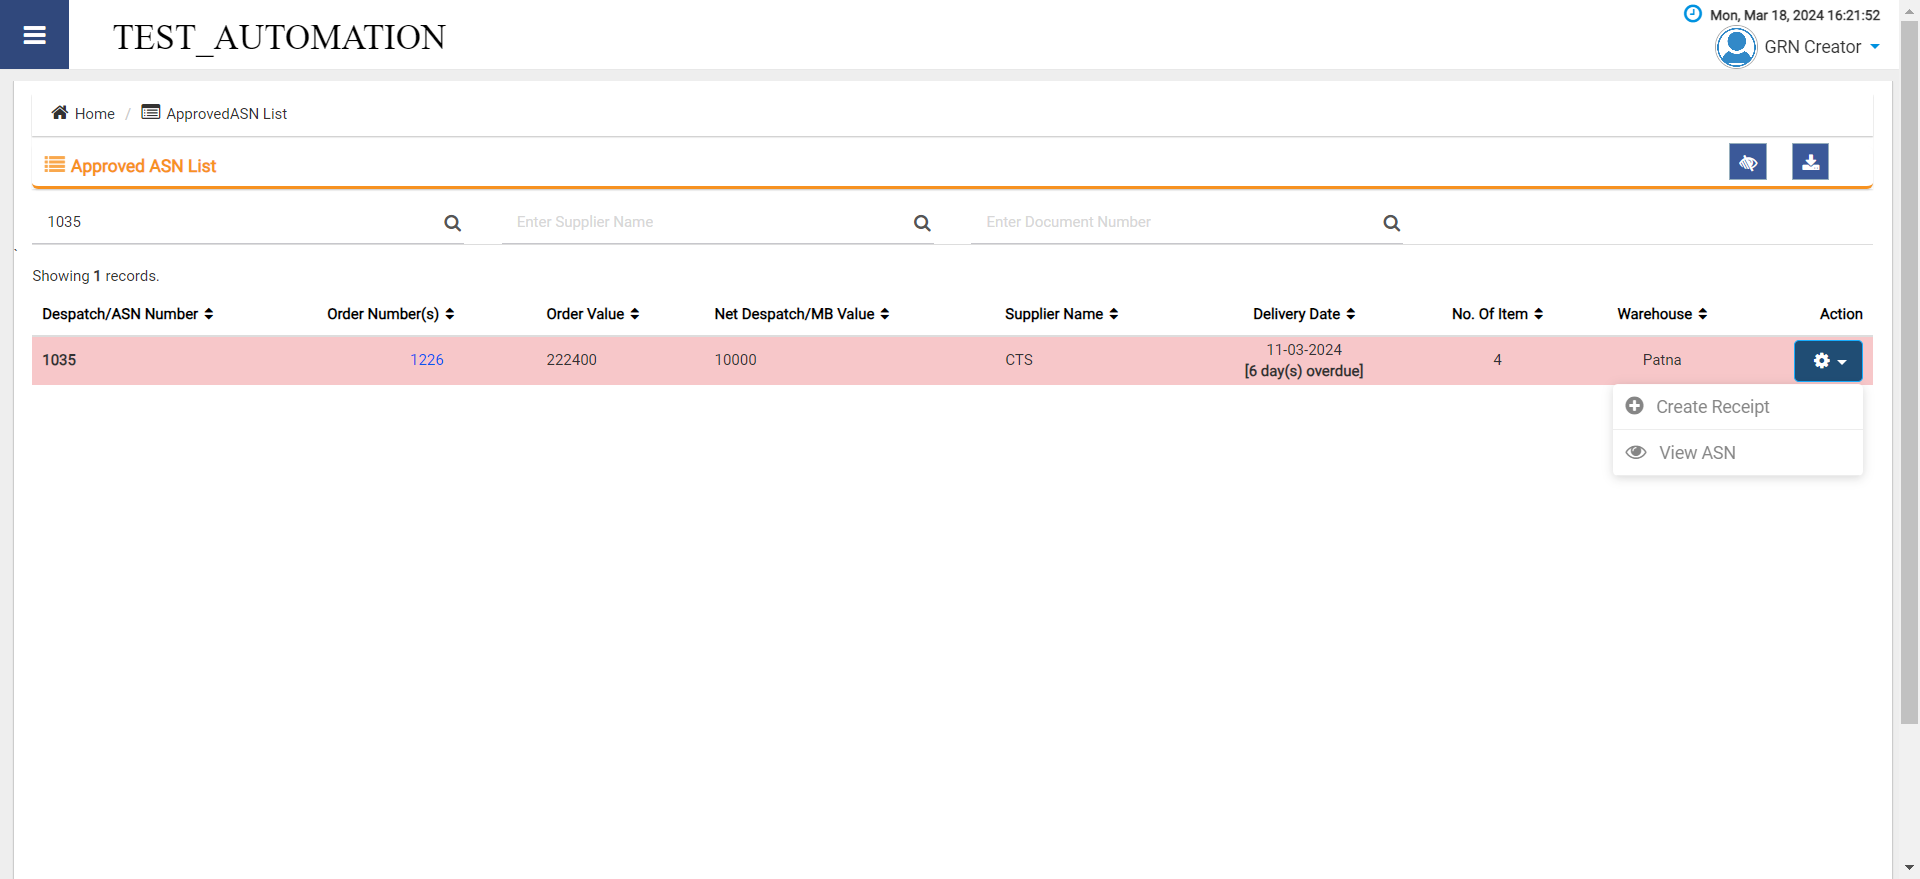 TEST_AUTOMATION
Mon, Mar 18, 2024 16:21:52
GRN Creator
Home / ApprovedASN List
Approved ASN List
1035
Enter Supplier Name
Enter Document Number
`
Showing 1 records.
Despatch/ASN Number Order Number(s) Order Value Net Despatch/MB Value Supplier Name Delivery Date No. Of Item Warehouse Action
1035 1226 222400 10000 CTS 11-03-2024 4 Patna
[6 day(s) overdue]
Create Receipt
View ASN